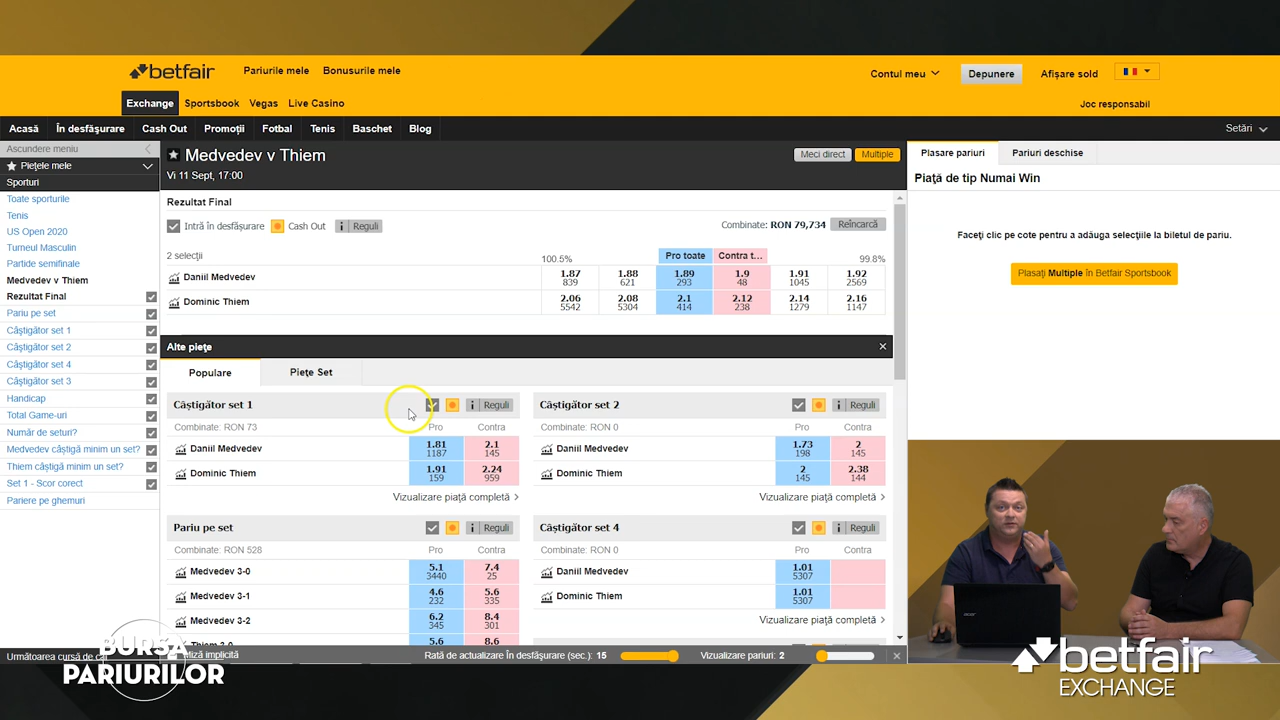 betfair
Pariurile mele
Bonusurile mele
Contul meu
Depunere
Afișare sold
Exchange
Sportsbook
Vegas
Live Casino
Joc responsabil
Acasă
În desfășurare
Cash Out
Promoții
Fotbal
Tenis
Baschet
Blog
Setări
Ascundere meniu
Piețele mele
Sporturi
Toate sporturile
Tenis
US Open 2020
Turneul Masculin
Partide semifinale
Medvedev v Thiem
Rezultat Final
Pariu pe set
Câștigător set 1
Câștigător set 2
Câștigător set 4
Câștigător set 3
Handicap
Total Game-uri
Număr de seturi?
Medvedev câștigă minim un set?
Thiem câștigă minim un set?
Set 1 - Scor corect
Pariere pe ghemuri
Medvedev v Thiem
Meci direct
Multiple
Vi 11 Sept, 17:00
Rezultat Final
Intră în desfășurare
Cash Out
i Reguli
Combinate: RON 79,734
Reîncarcă
2 selecții
100.5%
Pro toate
Contra t...
99.8%
Daniil Medvedev
1.87 1.88 1.89 1.9 1.91 1.92
839 621 293 48 1045 2569
Dominic Thiem
2.06 2.08 2.1 2.12 2.14 2.16
5542 5304 414 238 1279 1147
Alte piețe
Populare
Piețe Set
Câștigător set 1
i Reguli
Combinate: RON 73
Pro
Contra
Daniil Medvedev
1.81 2.1
1187 145
Dominic Thiem
1.91 2.24
159 959
Vizualizare piață completă
Câștigător set 2
i Reguli
Combinate: RON 0
Pro
Contra
Daniil Medvedev
1.73 2
198 145
Dominic Thiem
2 2.38
145 144
Vizualizare piață completă
Pariu pe set
i Reguli
Combinate: RON 528
Pro
Contra
Medvedev 3-0
5.1 7.4
3440 25
Medvedev 3-1
4.6 5.6
232 335
Medvedev 3-2
6.2 8.4
345 301
5.6 8.6
Câștigător set 4
i Reguli
Combinate: RON 0
Pro
Contra
Daniil Medvedev
1.01
5307
Dominic Thiem
1.01
5307
Vizualizare piață completă
Rată de actualizare în desfășurare (sec.): 15
Vizualizare pariuri: 2
Plasare pariuri
Pariuri deschise
Piață de tip Numai Win
Faceți clic pe cote pentru a adăuga selecțiile la biletul de pariu.
Plasați Multiple în Betfair Sportsbook
BURSA
PARIURILOR
betfair
EXCHANGE